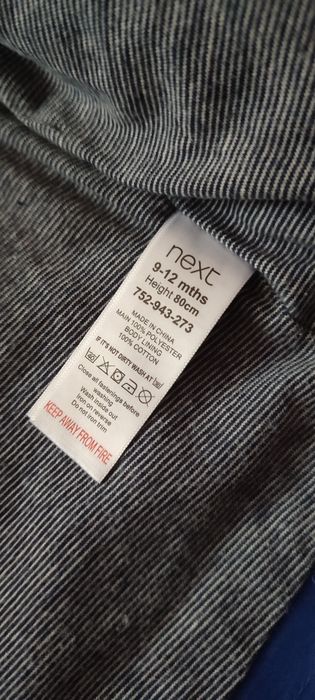 next
9-12 mths
Height 80cm
752-943-273
MADE IN CHINA
MAIN 100% POLYESTER
BODY LINING
100% COTTON
IF IT'S NOT DIRTY WASH AT
Close all fastenings before
washing
Wash inside out
Iron on reverse
Do not iron trim
KEEP AWAY FROM FIRE